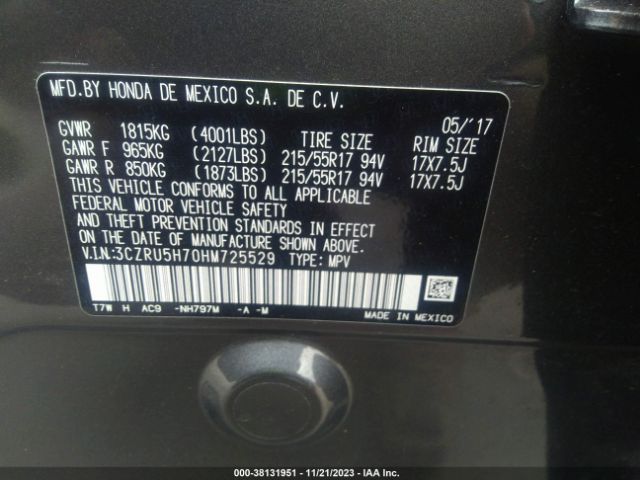 MFD.BY HONDA DE MEXICO S.A. DE C.V.
05/'17
GVWR 1815KG (4001LBS) TIRE SIZE RIM SIZE
GAWR F 965KG (2127LBS) 215/55R17 94V 17X7.5J
GAWR R 850KG (1873LBS) 215/55R17 94V 17X7.5J
THIS VEHICLE CONFORMS TO ALL APPLICABLE
FEDERAL MOTOR VEHICLE SAFETY
AND THEFT PREVENTION STANDARDS IN EFFECT
ON THE DATE OF MANUFACTURE SHOWN ABOVE.
V.I.N:3CZRU5H70HM725529 TYPE: MPV
T7W H AC9 -NH797M -A -M
MADE IN MEXICO
000-38131951 - 11/21/2023 - IAAI.com